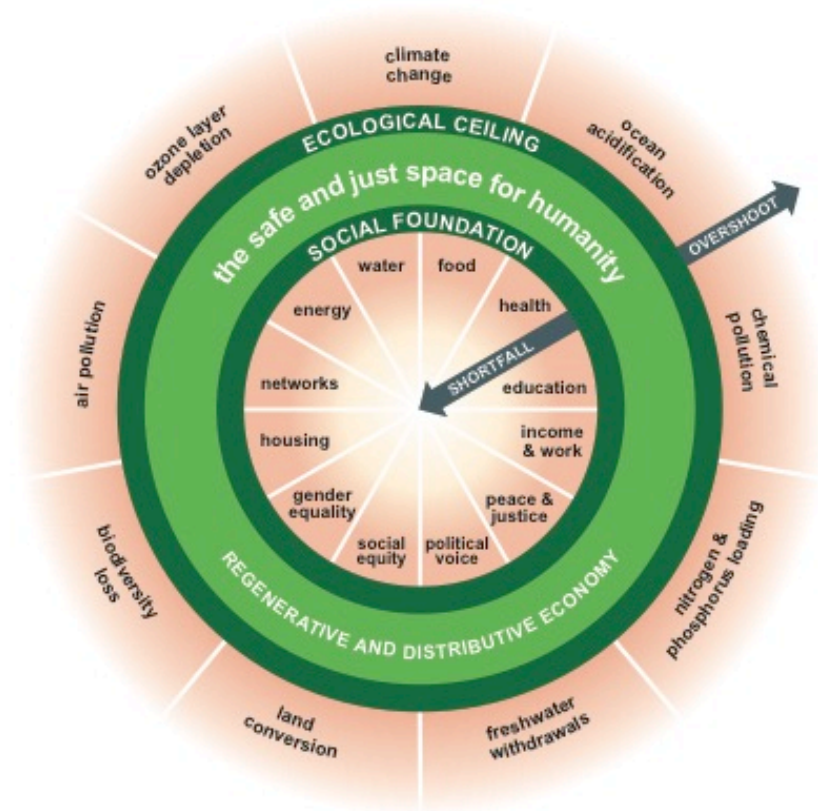 climate
change
ocean
acidification
OVERSHOOT
chemical
pollution
nitrogen &
phosphorus loading
freshwater
withdrawals
land
conversion
biodiversity
loss
air pollution
ozone layer
depletion
ECOLOGICAL CEILING
the safe and just space for humanity
SOCIAL FOUNDATION
water
food
health
SHORTFALL
education
income
& work
peace &
justice
political
voice
social
equity
gender
equality
housing
networks
energy
REGENERATIVE AND DISTRIBUTIVE ECONOMY